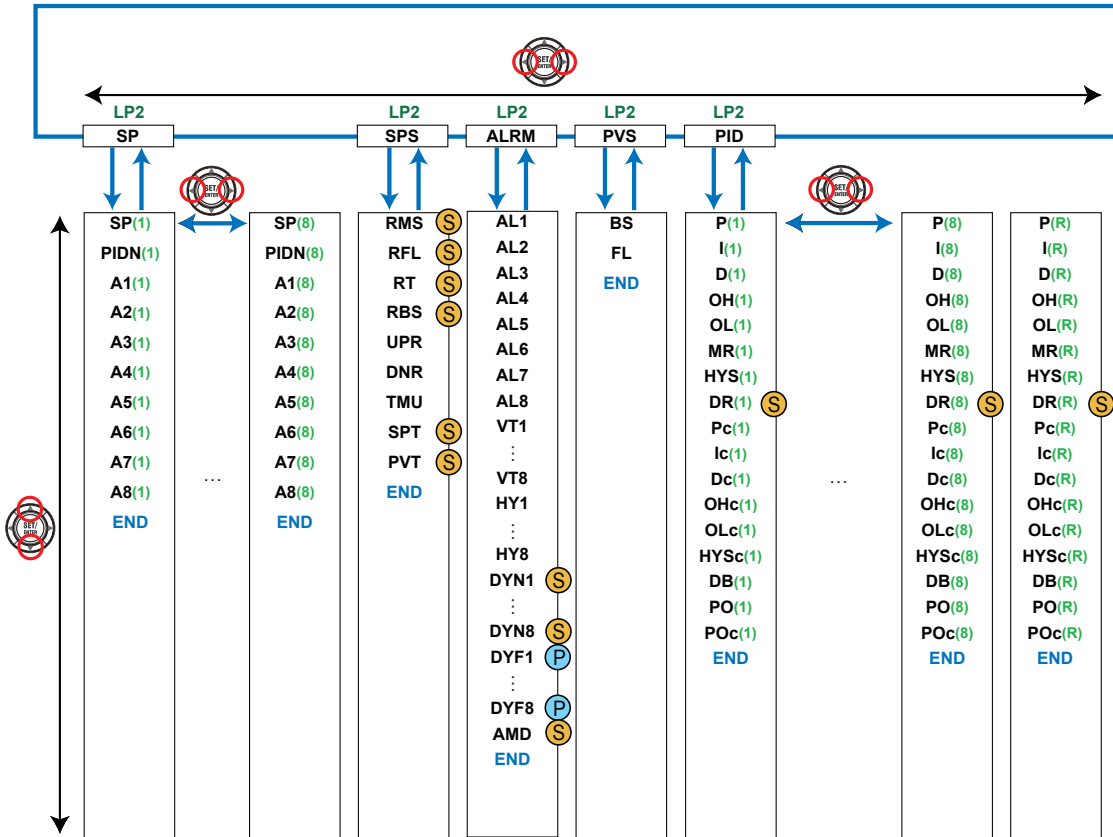 SET/
ENTER
LP2
SP
LP2
SPS
LP2
ALRM
LP2
PVS
LP2
PID
SET/
ENTER
SET/
ENTER
SET/
ENTER
SP(1)
PIDN(1)
A1(1)
A2(1)
A3(1)
A4(1)
A5(1)
A6(1)
A7(1)
A8(1)
END
...
SP(8)
PIDN(8)
A1(8)
A2(8)
A3(8)
A4(8)
A5(8)
A6(8)
A7(8)
A8(8)
END
RMS S
RFL S
RT S
RBS S
UPR
DNR
TMU
SPT S
PVT S
END
AL1
AL2
AL3
AL4
AL5
AL6
AL7
AL8
VT1
⋮
VT8
HY1
⋮
HY8
DYN1 S
⋮
DYN8 S
DYF1 P
⋮
DYF8 P
AMD S
END
BS
FL
END
P(1)
I(1)
D(1)
OH(1)
OL(1)
MR(1)
HYS(1)
DR(1) S
Pc(1)
Ic(1)
Dc(1)
OHc(1)
OLc(1)
HYSc(1)
DB(1)
PO(1)
POc(1)
END
...
P(8)
I(8)
D(8)
OH(8)
OL(8)
MR(8)
HYS(8)
DR(8) S
Pc(8)
Ic(8)
Dc(8)
OHc(8)
OLc(8)
HYSc(8)
DB(8)
PO(8)
POc(8)
END
P(R)
I(R)
D(R)
OH(R)
OL(R)
MR(R)
HYS(R)
DR(R) S
Pc(R)
Ic(R)
Dc(R)
OHc(R)
OLc(R)
HYSc(R)
DB(R)
PO(R)
POc(R)
END